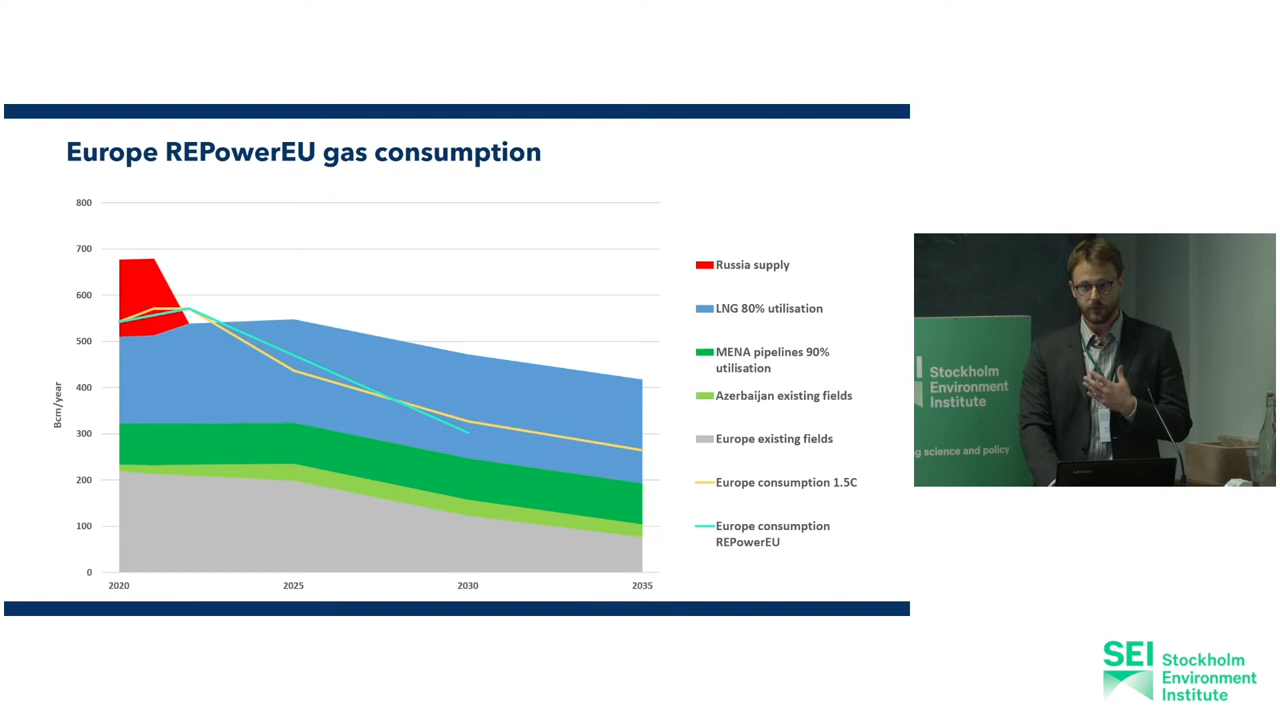 Europe REPowerEU gas consumption
800
700
600
500
400
300
200
100
0
Bcm/year
2020
2025
2030
2035
Russia supply
LNG 80% utilisation
MENA pipelines 90%
utilisation
Azerbaijan existing fields
Europe existing fields
Europe consumption 1.5C
Europe consumption
REPowerEU
Stockholm
Environment
Institute
science and policy
SEI Stockholm
Environment
Institute